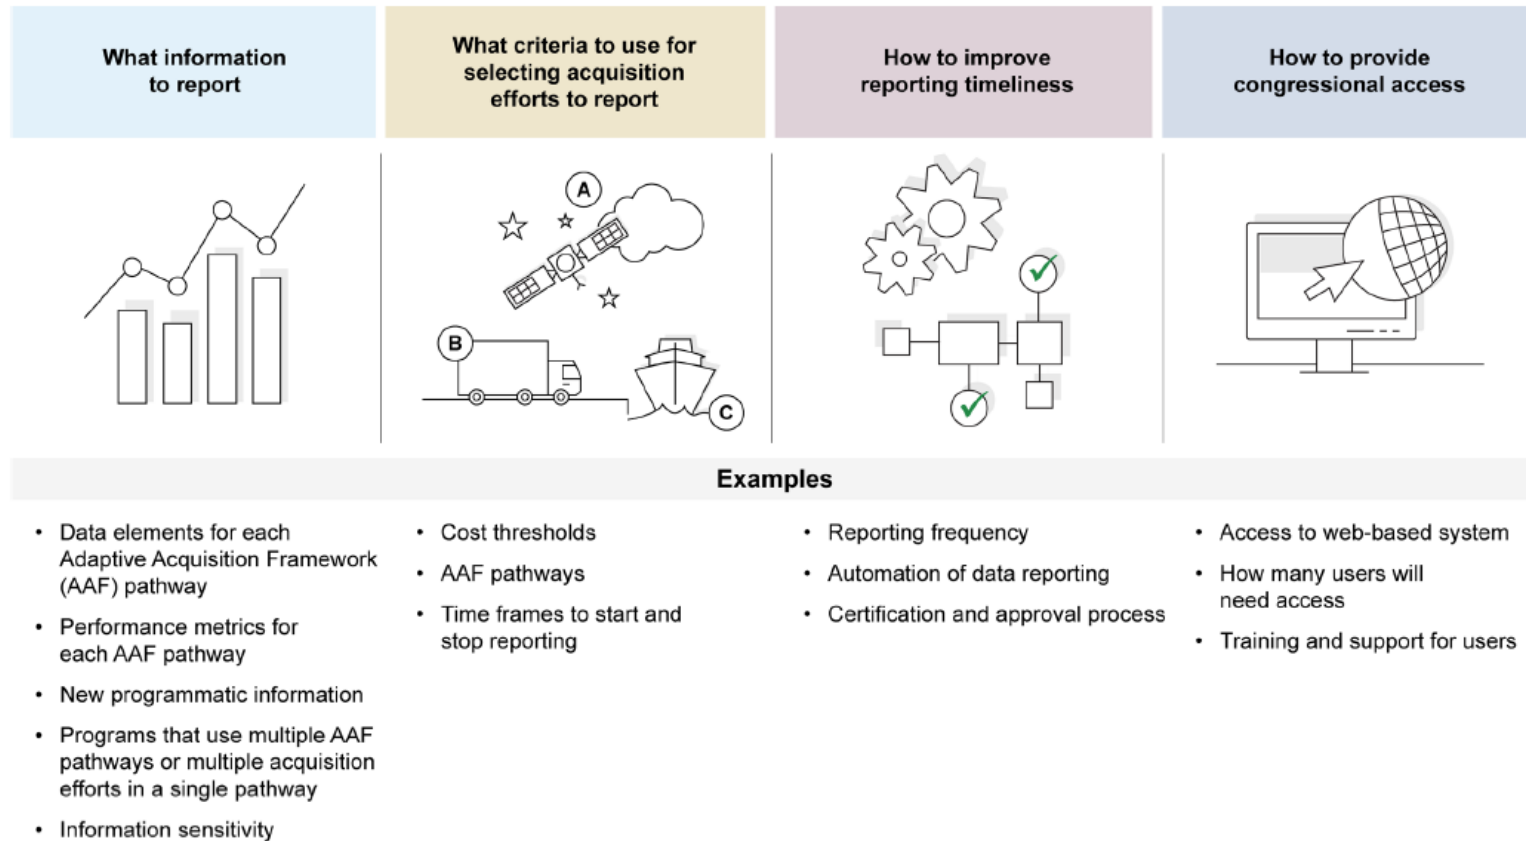 What information
to report
What criteria to use for
selecting acquisition
efforts to report
How to improve
reporting timeliness
How to provide
congressional access
A
B
C
Examples
• Data elements for each
Adaptive Acquisition Framework
(AAF) pathway
• Performance metrics for
each AAF pathway
• New programmatic information
• Programs that use multiple AAF
pathways or multiple acquisition
efforts in a single pathway
• Information sensitivity
• Cost thresholds
• AAF pathways
• Time frames to start and
stop reporting
• Reporting frequency
• Automation of data reporting
• Certification and approval process
• Access to web-based system
• How many users will
need access
• Training and support for users